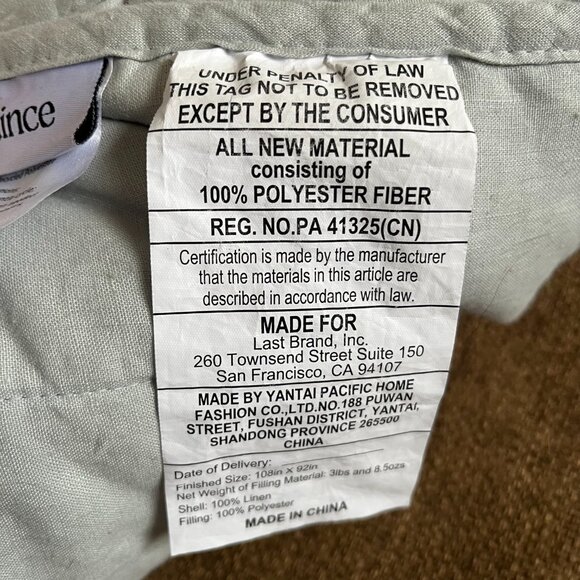 ince
UNDER PENALTY OF LAW
THIS TAG NOT TO BE REMOVED
EXCEPT BY THE CONSUMER
ALL NEW MATERIAL
consisting of
100% POLYESTER FIBER
REG. NO.PA 41325(CN)
Certification is made by the manufacturer
that the materials in this article are
described in accordance with law.
MADE FOR
Last Brand, Inc.
260 Townsend Street Suite 150
San Francisco, CA 94107
MADE BY YANTAI PACIFIC HOME
FASHION CO.,LTD.NO.188 PUWAN
STREET, FUSHAN DISTRICT, YANTAI,
SHANDONG PROVINCE 265500
CHINA
Date of Delivery:
Finished Size: 108in X 92in
Net Weight of Filling Material: 3lbs and 8.5ozs
Shell: 100% Linen
Filling: 100% Polyester
MADE IN CHINA